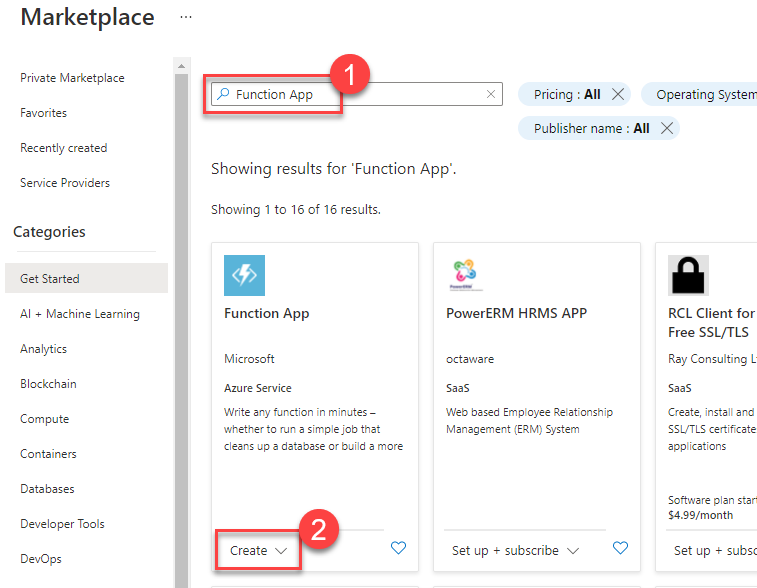 Marketplace ...
Private Marketplace
Favorites
Recently created
Service Providers
Categories
Get Started
AI + Machine Learning
Analytics
Blockchain
Compute
Containers
Databases
Developer Tools
DevOps
1
Function App
Pricing : All
Operating System
Publisher name : All
Showing results for 'Function App'.
Showing 1 to 16 of 16 results.
Function App
Microsoft
Azure Service
Write any function in minutes –
whether to run a simple job that
cleans up a database or build a more
2
Create
PowerERM
PowerERM HRMS APP
octaware
SaaS
Web based Employee Relationship
Management (ERM) System
Set up + subscribe
RCL Client for
Free SSL/TLS
Ray Consulting
SaaS
Create, install and
SSL/TLS certificate
applications
Software plan start
$4.99/month
Set up + subsc